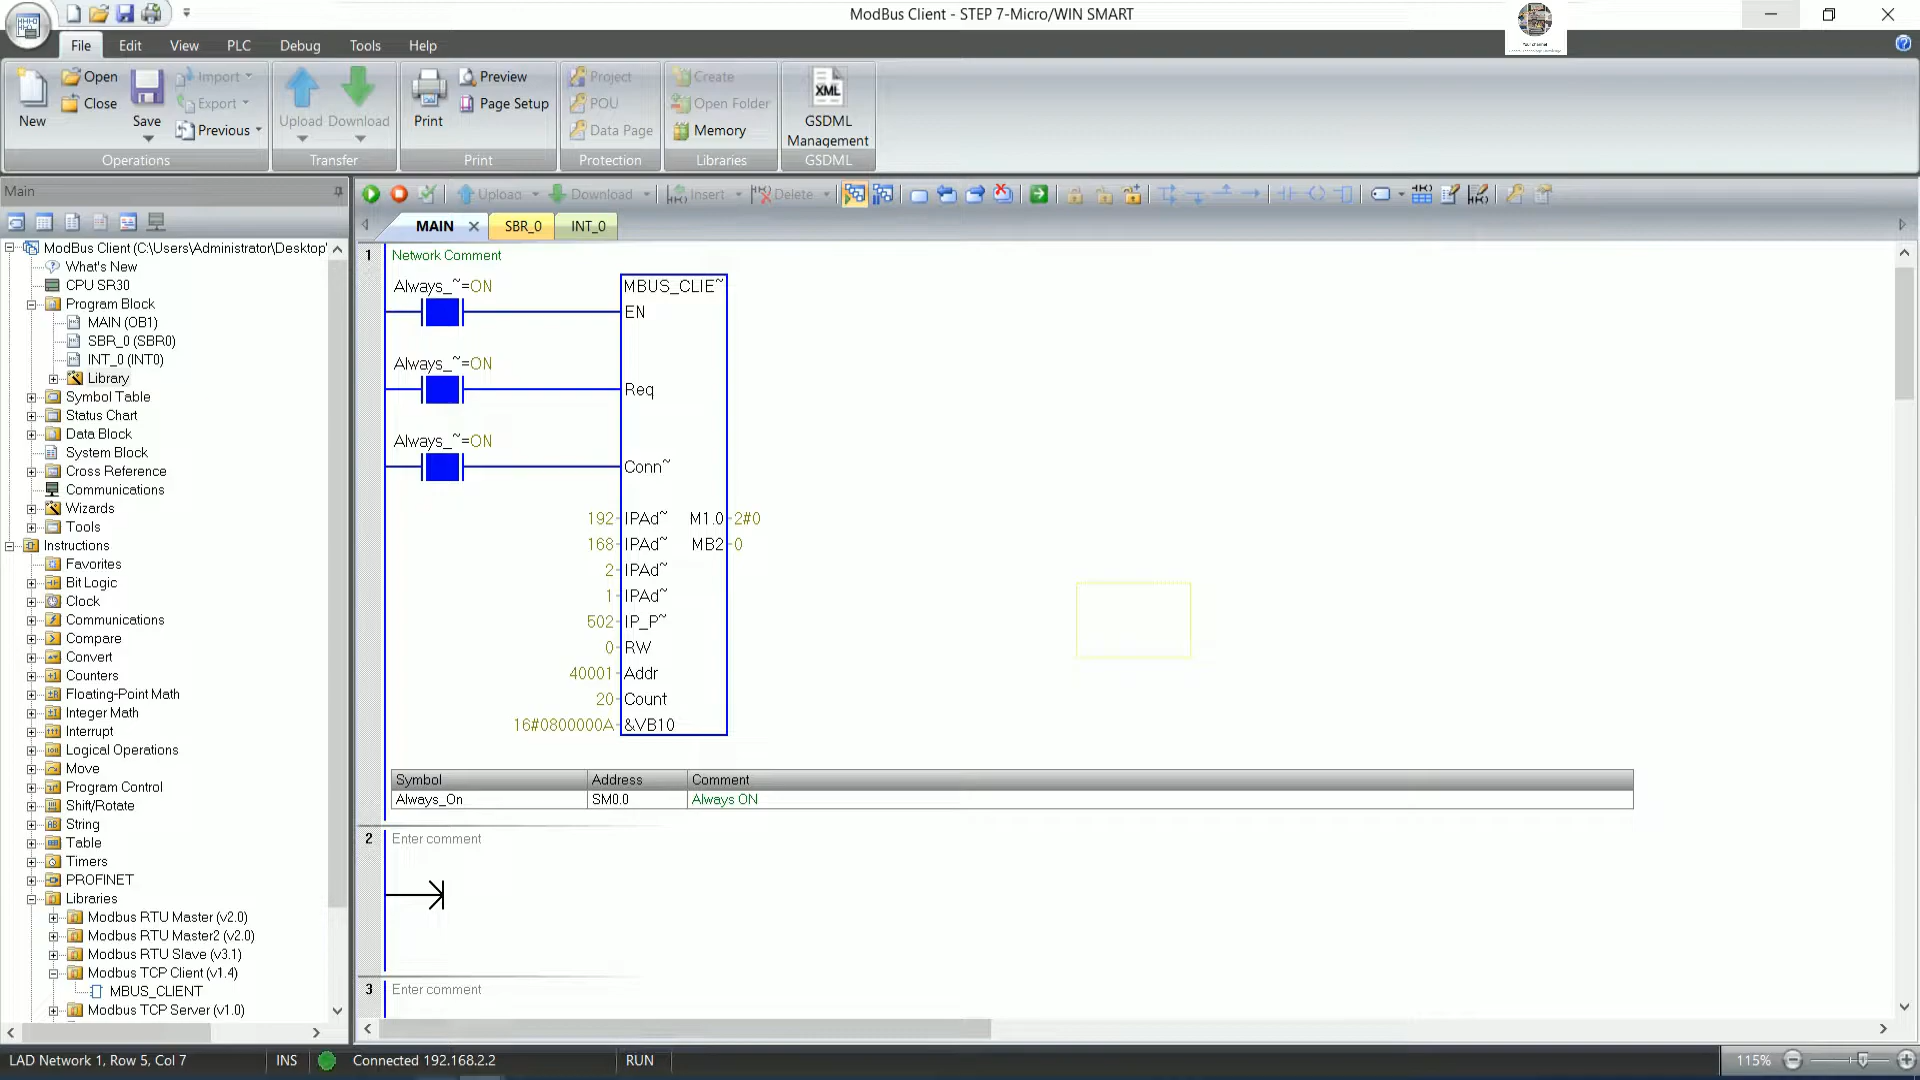 ModBus Client - STEP 7-Micro/WIN SMART
Your channel
File Edit View PLC Debug Tools Help
New
Open
Close
Save
Import
Export
Previous
Operations
Upload Download
Transfer
Print
Preview
Page Setup
Print
Project
POU
Data Page
Protection
Create
Open Folder
Memory
Libraries
XML
GSDML
Management
GSDML
Main
Upload Download Insert Delete
MAIN SBR_0 INT_0
ModBus Client (C:\Users\Administrator\Desktop'
What's New
CPU SR30
Program Block
MAIN (OB1)
SBR_0 (SBR0)
INT_0 (INT0)
Library
Symbol Table
Status Chart
Data Block
System Block
Cross Reference
Communications
Wizards
Tools
Instructions
Favorites
Bit Logic
Clock
Communications
Compare
Convert
Counters
Floating-Point Math
Integer Math
Interrupt
Logical Operations
Move
Program Control
Shift/Rotate
String
Table
Timers
PROFINET
Libraries
Modbus RTU Master (v2.0)
Modbus RTU Master2 (v2.0)
Modbus RTU Slave (v3.1)
Modbus TCP Client (v1.4)
MBUS_CLIENT
Modbus TCP Server (v1.0)
1 Network Comment
Always_~=ON MBUS_CLIE~
EN
Always_~=ON
Req
Always_~=ON
Conn~
192 IPAd~ M1.0 2#0
168 IPAd~ MB2 0
2 IPAd~
1 IPAd~
502 IP_P~
0 RW
40001 Addr
20 Count
16#0800000A &VB10
Symbol Address Comment
Always_On SM0.0 Always ON
2 Enter comment
3 Enter comment
LAD Network 1, Row 5, Col 7 INS Connected 192.168.2.2 RUN 115%